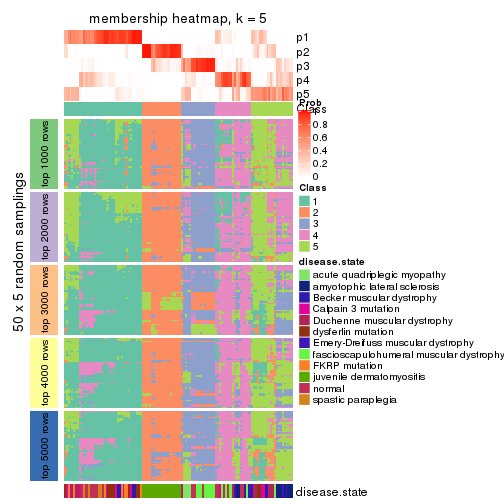 membership heatmap, k = 5
p1
p2
p3
p4
p5
Class
Prob
1
0.8
0.6
0.4
0.2
0
Class
1
2
3
4
5
disease.state
acute quadriplegic myopathy
amyotophic lateral sclerosis
Becker muscular dystrophy
Calpain 3 mutation
Duchenne muscular dystrophy
dysferlin mutation
Emery-Dreifuss muscular dystrophy
fascioscapulohumeral muscular dystrophy
FKRP mutation
juvenile dermatomyositis
normal
spastic paraplegia
50 x 5 random samplings
top 1000 rows
top 2000 rows
top 3000 rows
top 4000 rows
top 5000 rows
disease.state